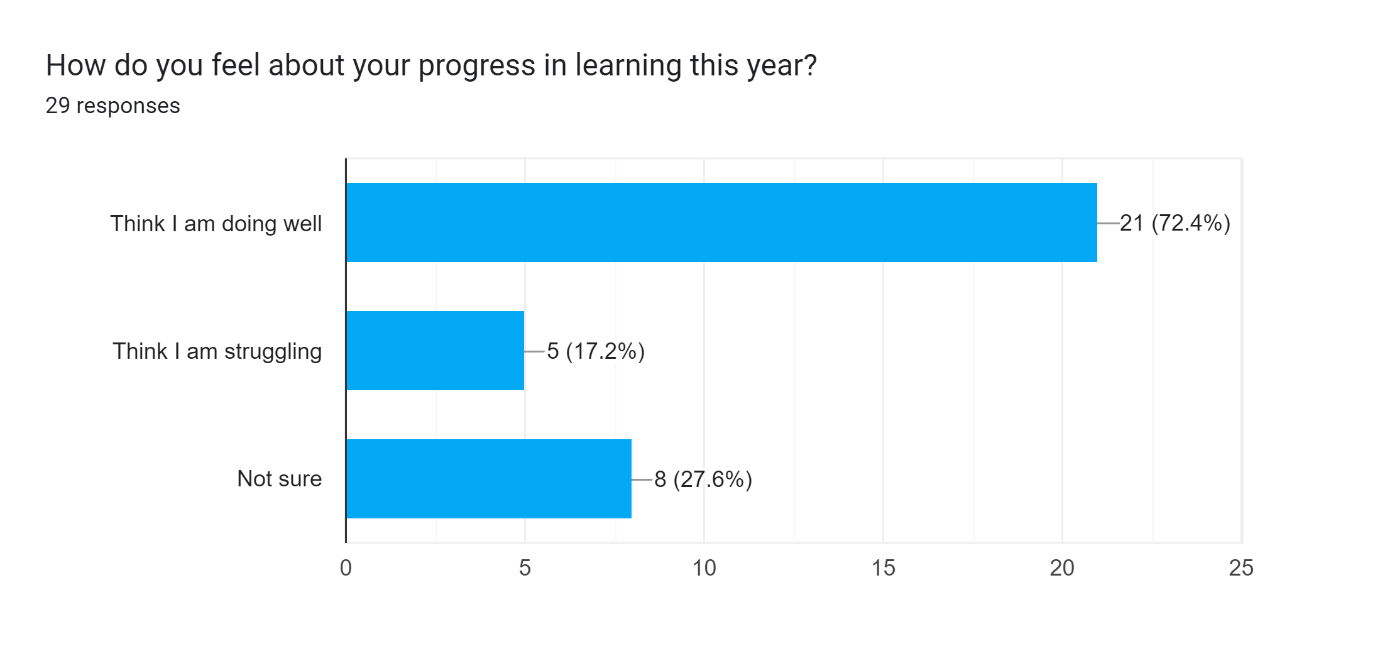 How do you feel about your progress in learning this year?
29 responses
Think I am doing well
21 (72.4%)
Think I am struggling
5 (17.2%)
Not sure
8 (27.6%)
0 5 10 15 20 25